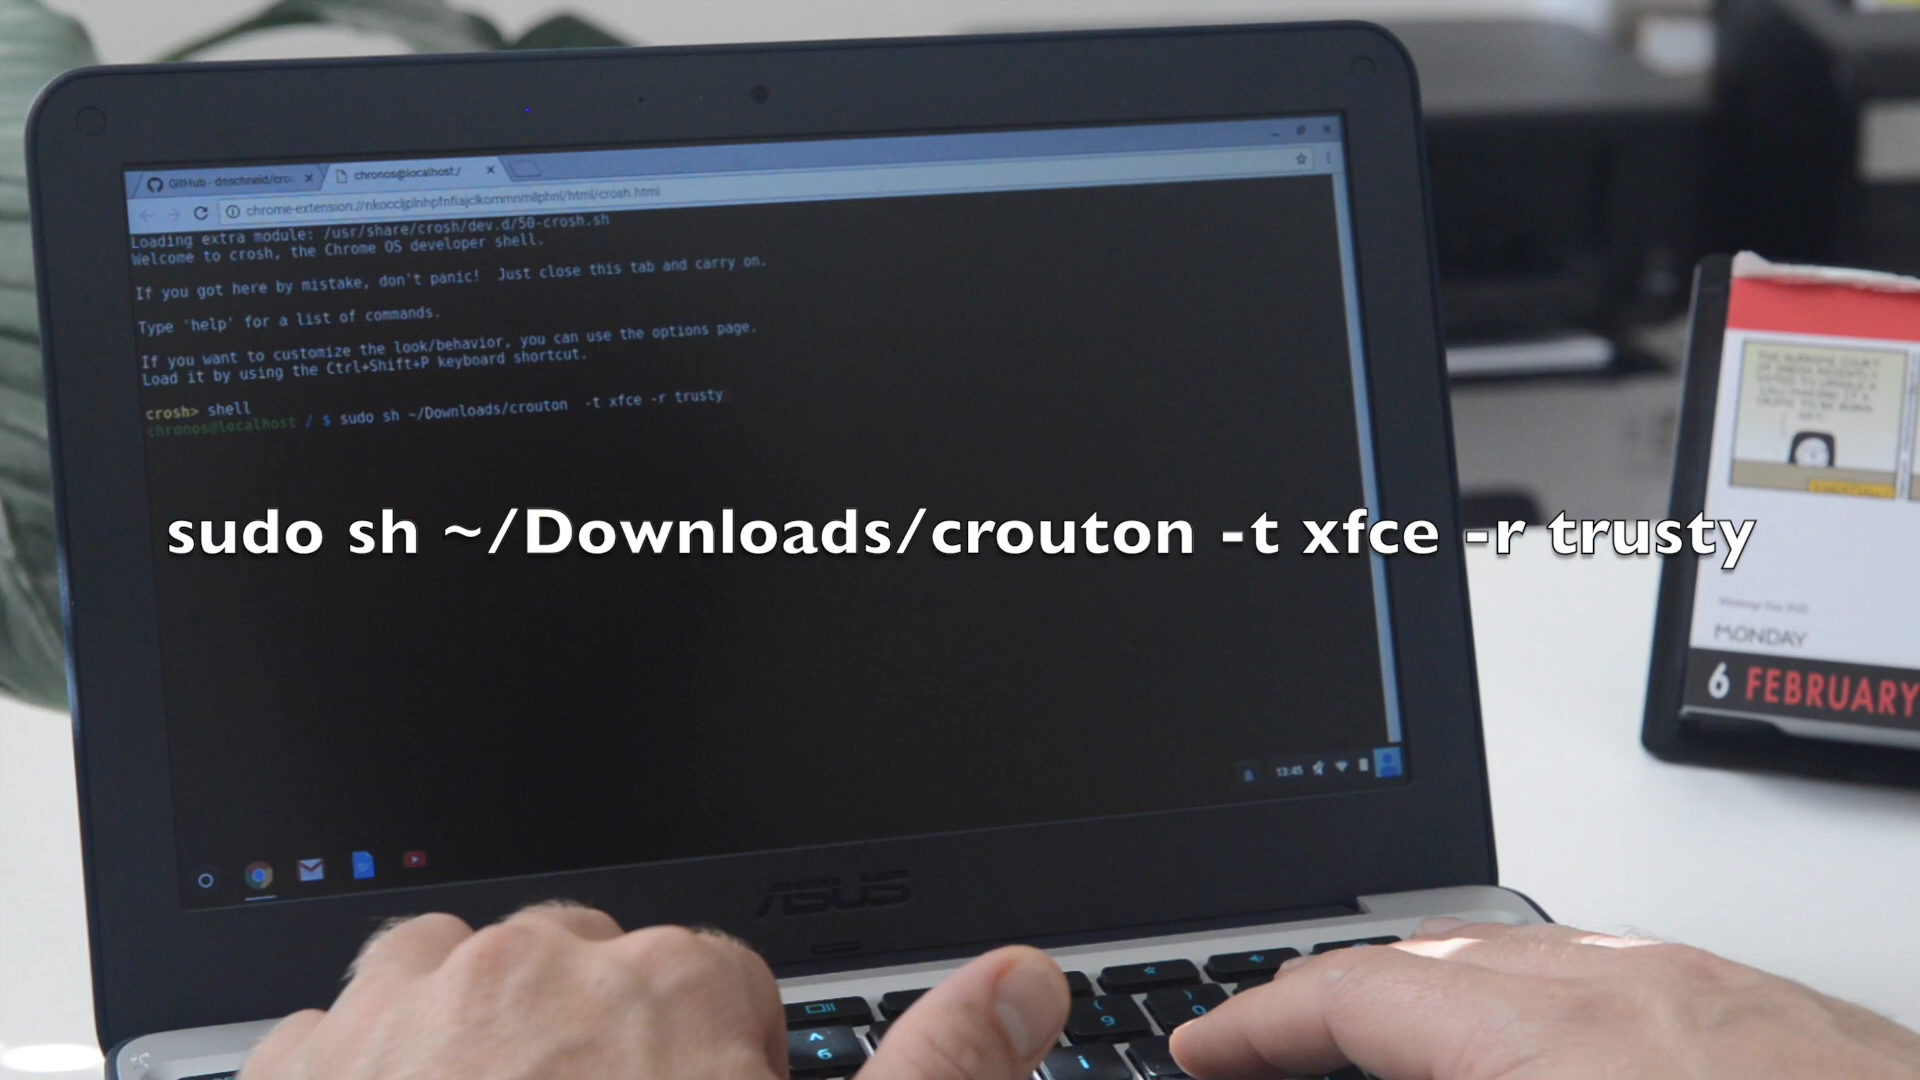 GitHub - dnschneid/cro
chronos@localhost:/
chrome-extension://nkoccljplnhpfnfiajclkommnmllphnl/html/crosh.html
Loading extra module: /usr/share/crosh/dev.d/50-crosh.sh
Welcome to crosh, the Chrome OS developer shell.
If you got here by mistake, don't panic!  Just close this tab and carry on.
Type 'help' for a list of commands.
If you want to customize the look/behavior, you can use the options page.
Load it by using the Ctrl+Shift+P keyboard shortcut.
crosh> shell
chronos@localhost / $ sudo sh ~/Downloads/crouton  -t xfce -r trusty
sudo sh ~/Downloads/crouton -t xfce -r trusty
13:45
ASUS
MONDAY
6 FEBRUARY
( 9
) 0
^ 6
i